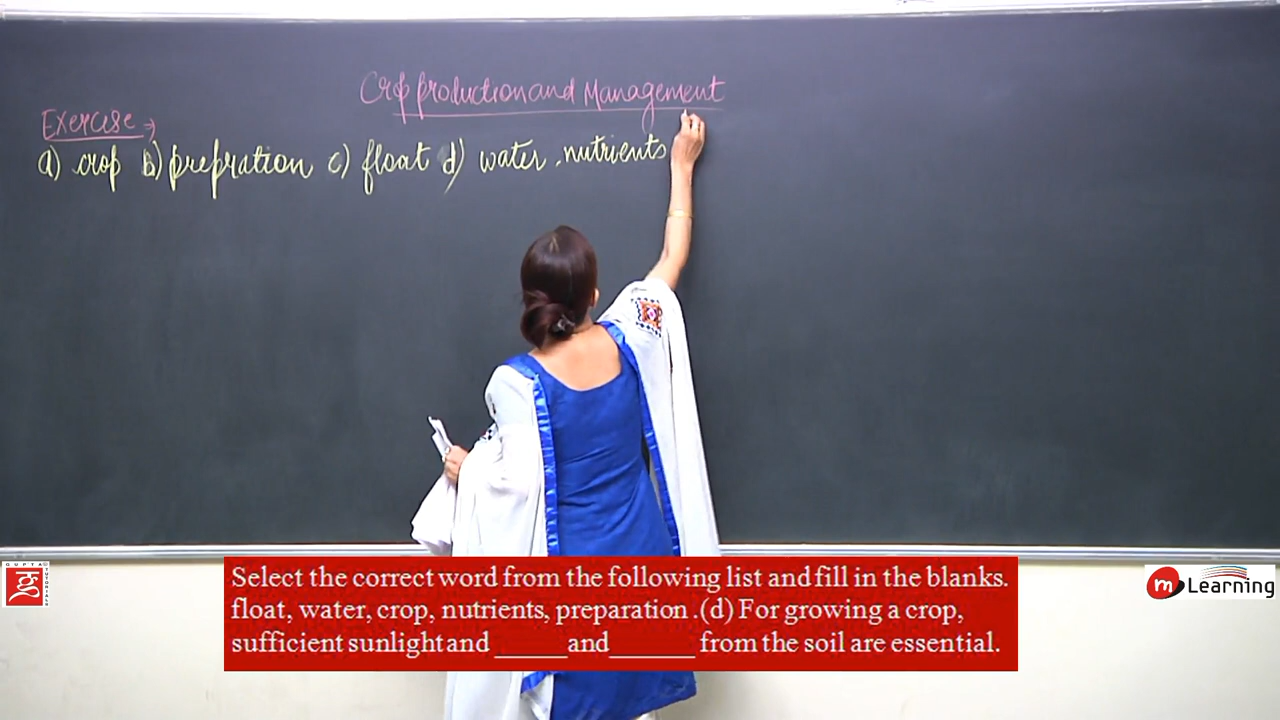 Crop production and Management
Exercise →
a) crop b) prepration c) float d) water, nutrients
Select the correct word from the following list and fill in the blanks.
float, water, crop, nutrients, preparation .(d) For growing a crop,
sufficient sunlight and ______and_______ from the soil are essential.
GUPTA
TUTORIALS
m Learning